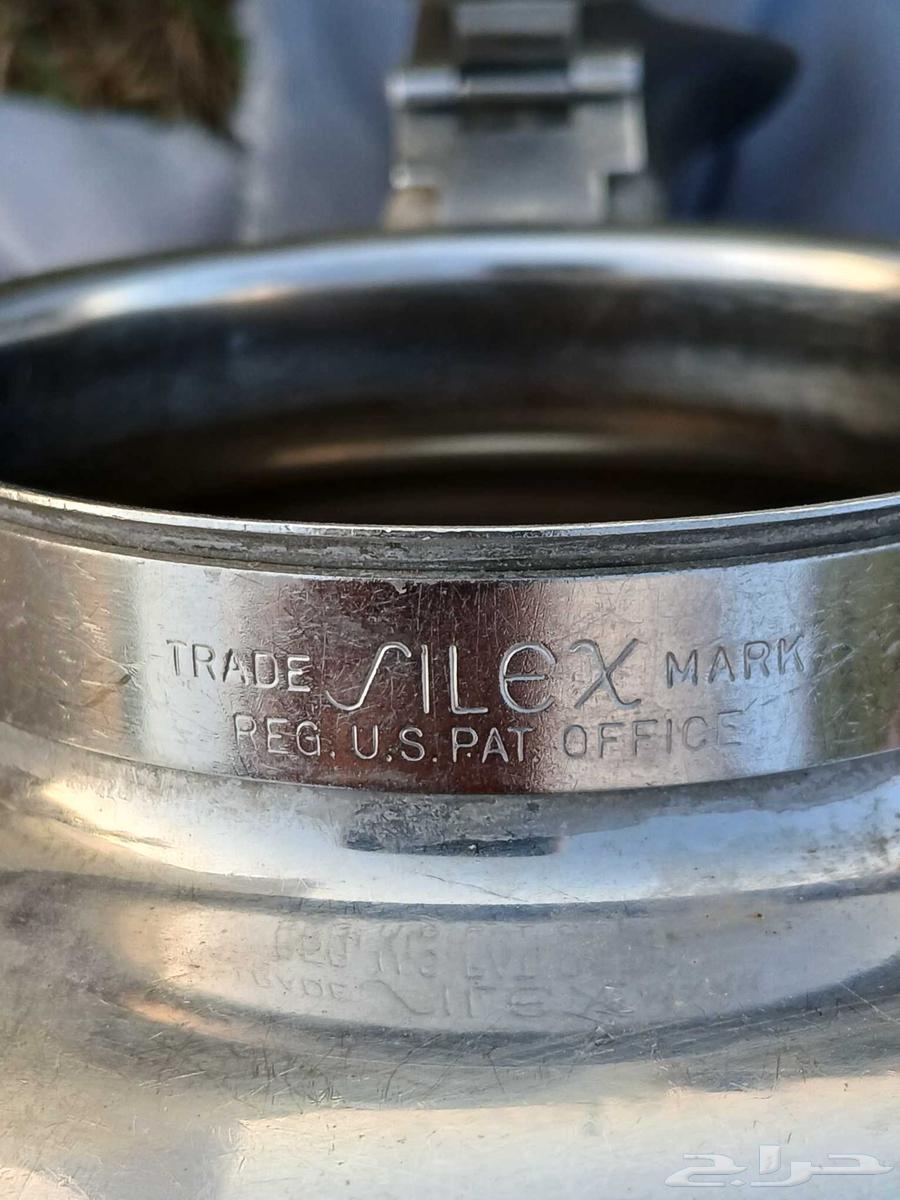 TRADE SILEX MARK
REG. U.S. PAT. OFFICE
حراج